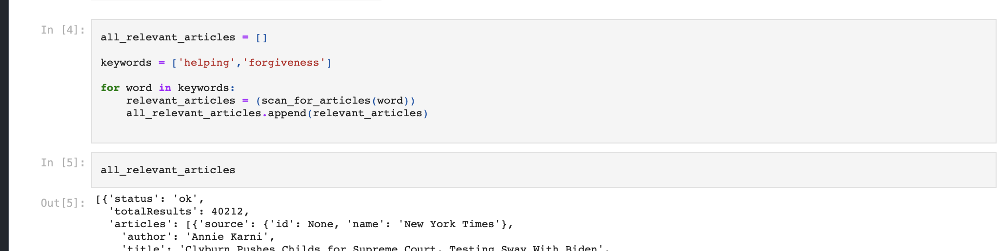 In [4]:
all_relevant_articles = []
keywords = ['helping','forgiveness']
for word in keywords:
    relevant_articles = (scan_for_articles(word))
    all_relevant_articles.append(relevant_articles)
In [5]:
all_relevant_articles
Out[5]:
[{'status': 'ok',
  'totalResults': 40212,
  'articles': [{'source': {'id': None, 'name': 'New York Times'},
    'author': 'Annie Karni',
    'title': 'Clyburn Pushes Childs for Supreme Court, Testing Sway With Biden',